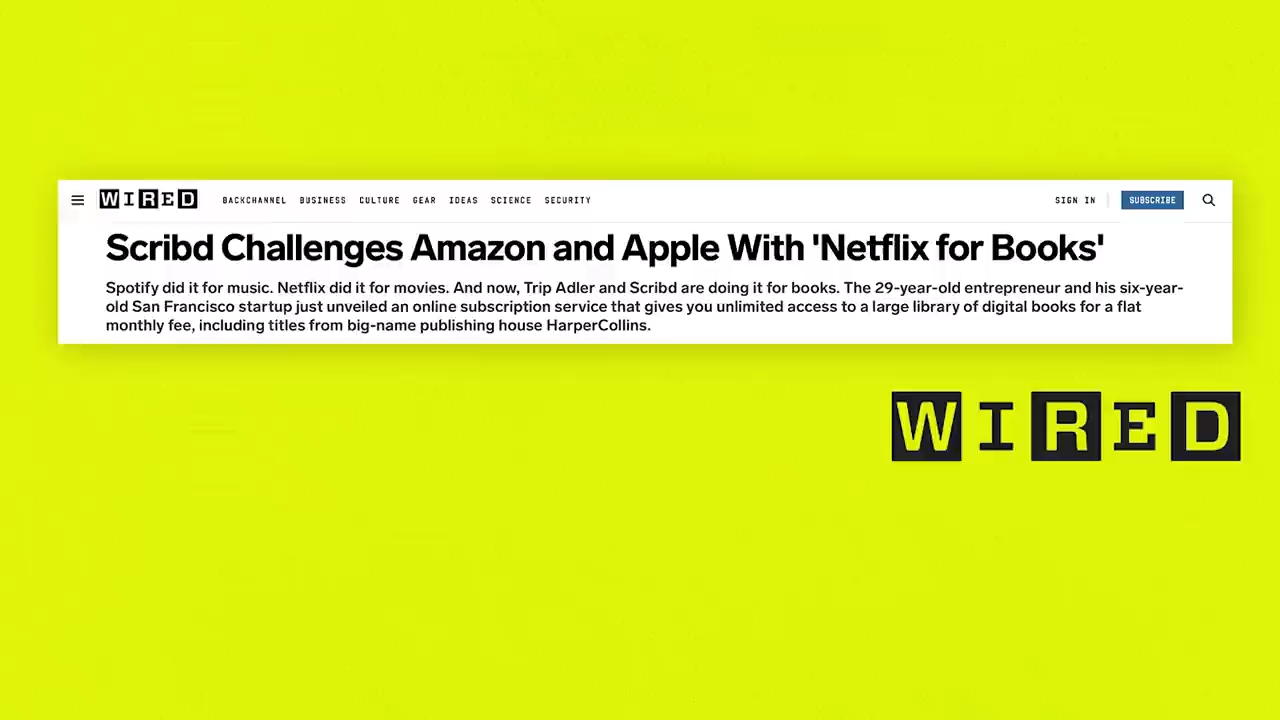 WIRED BACKCHANNEL BUSINESS CULTURE GEAR IDEAS SCIENCE SECURITY SIGN IN SUBSCRIBE
Scribd Challenges Amazon and Apple With 'Netflix for Books'
Spotify did it for music. Netflix did it for movies. And now, Trip Adler and Scribd are doing it for books. The 29-year-old entrepreneur and his six-year-
old San Francisco startup just unveiled an online subscription service that gives you unlimited access to a large library of digital books for a flat
monthly fee, including titles from big-name publishing house HarperCollins.
WIRED